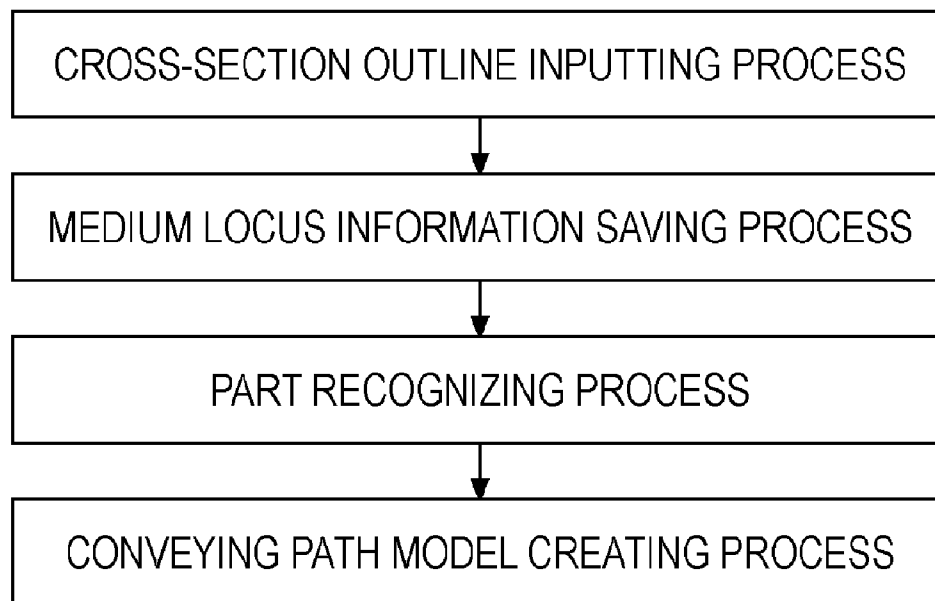 CROSS-SECTION OUTLINE INPUTTING PROCESS
MEDIUM LOCUS INFORMATION SAVING PROCESS
PART RECOGNIZING PROCESS
CONVEYING PATH MODEL CREATING PROCESS